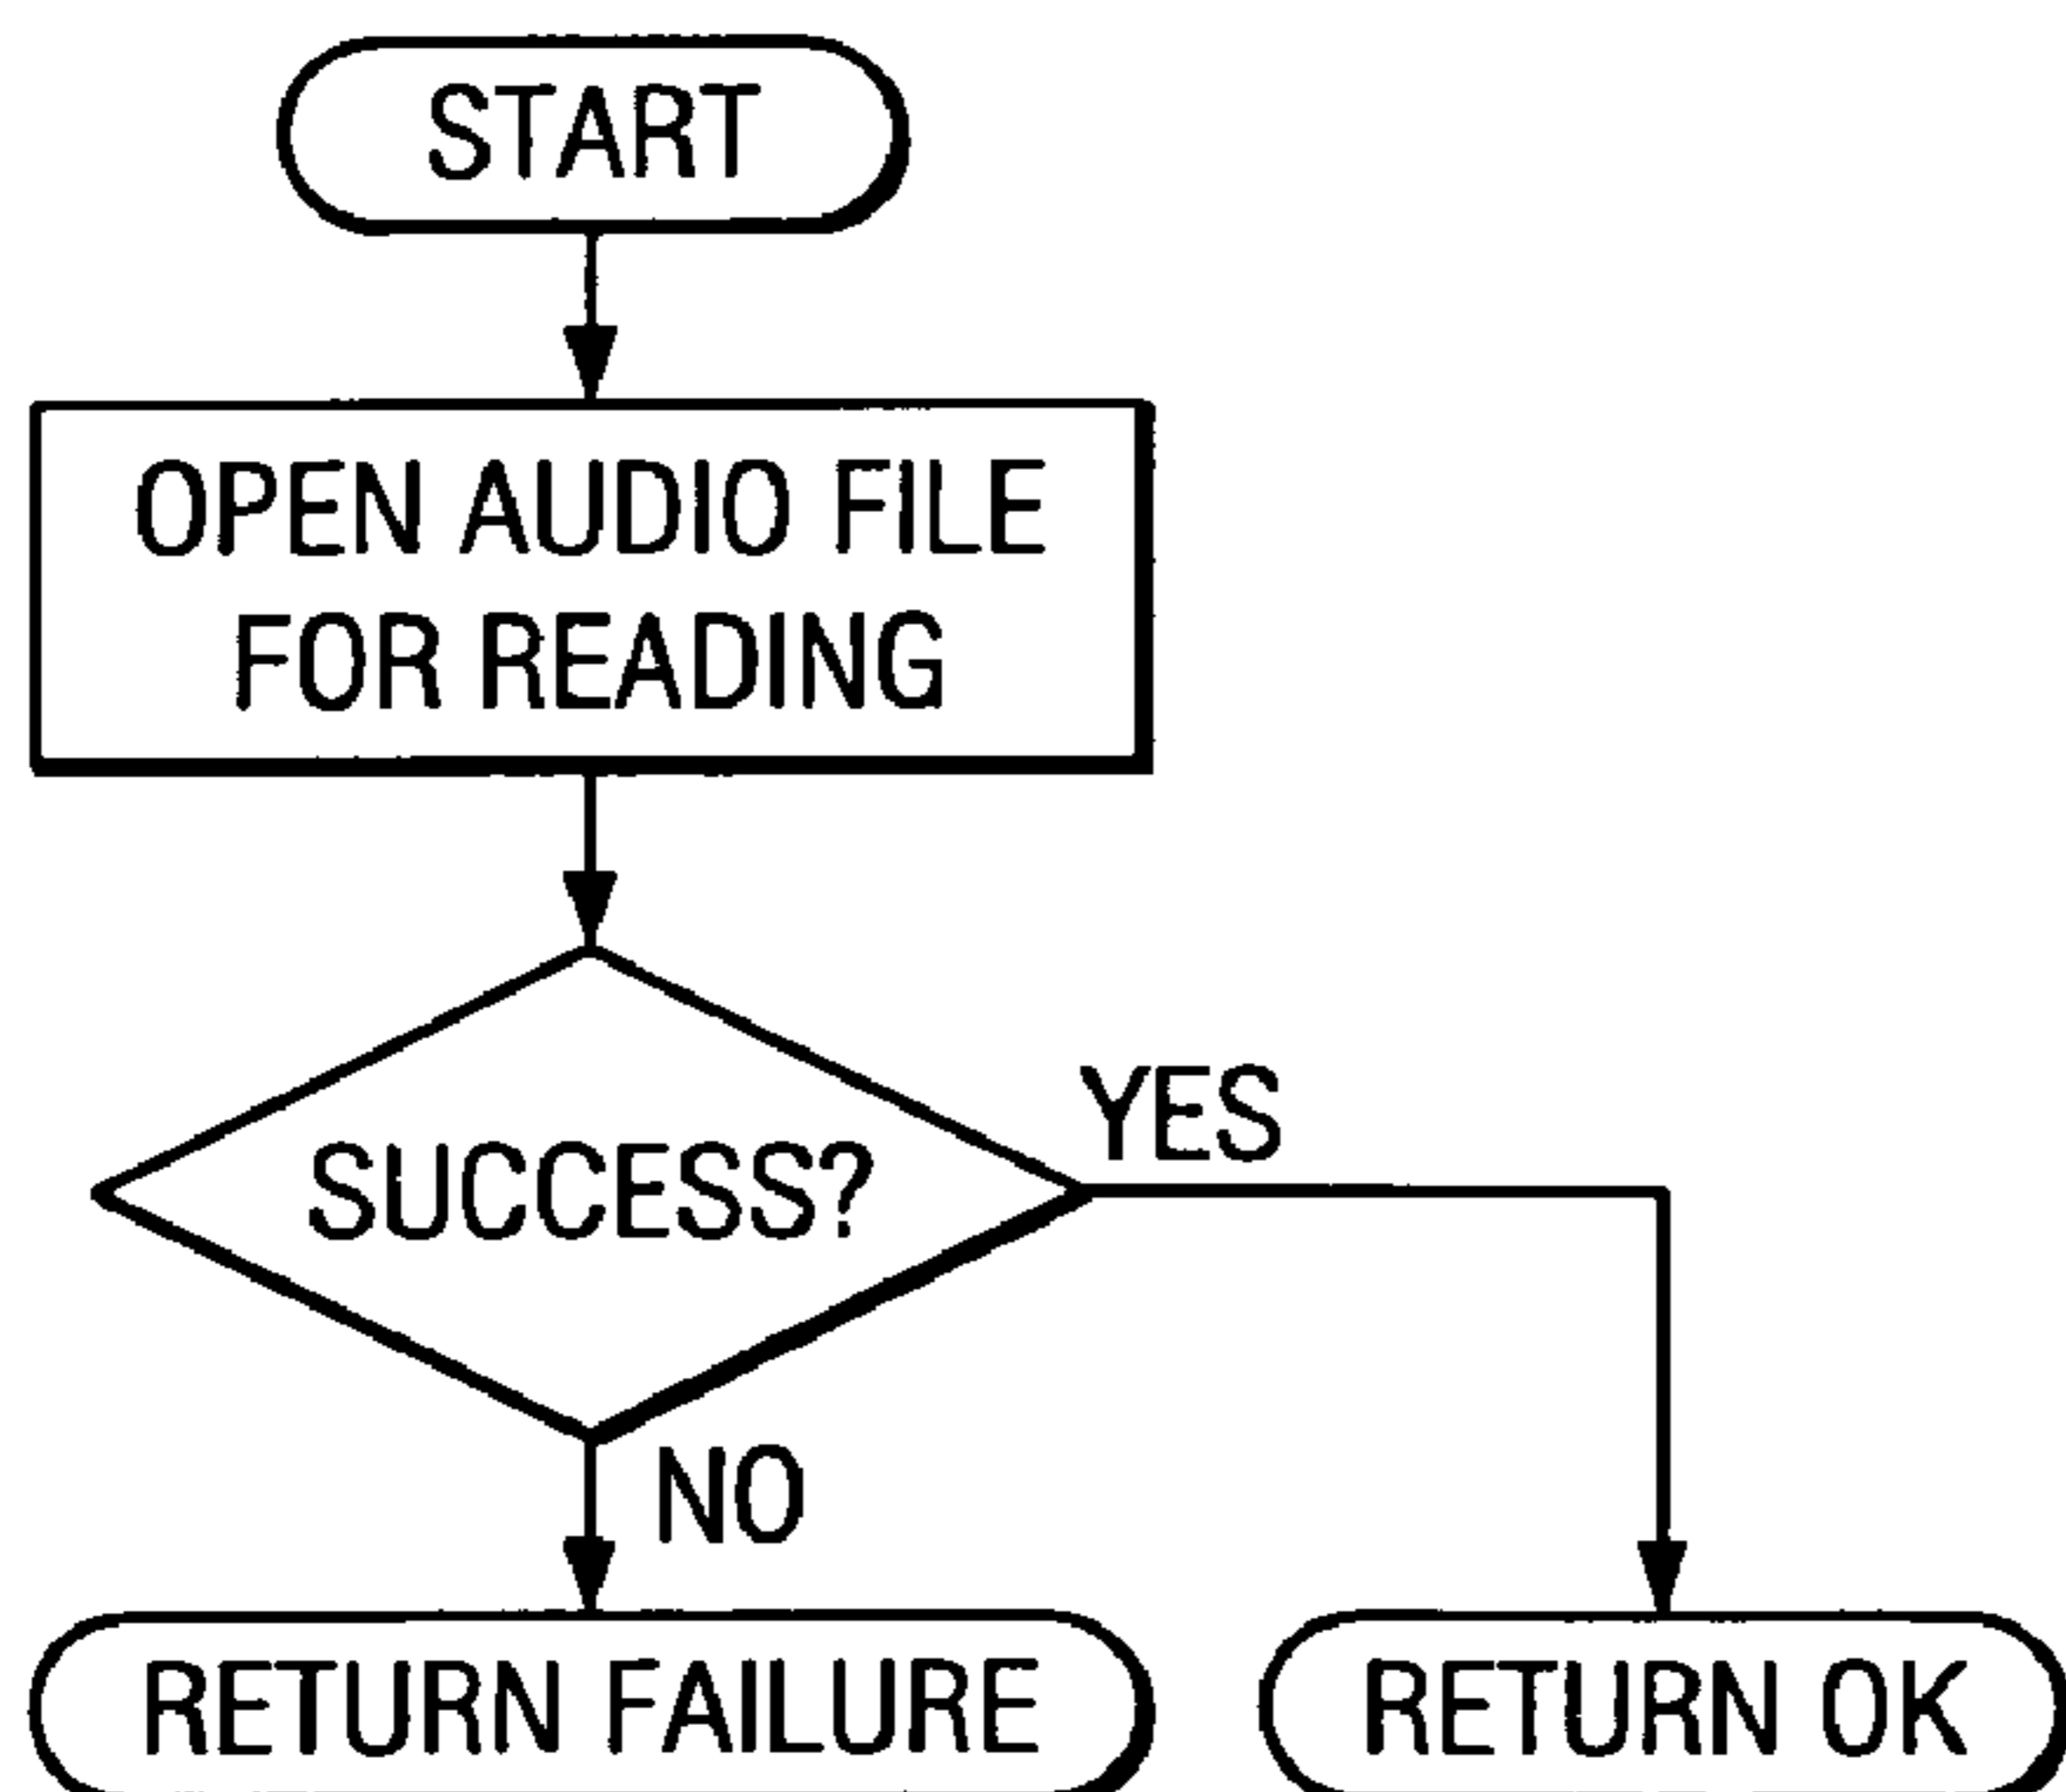 START
OPEN AUDIO FILE
FOR READING
SUCCESS?
YES
NO
RETURN FAILURE
RETURN OK